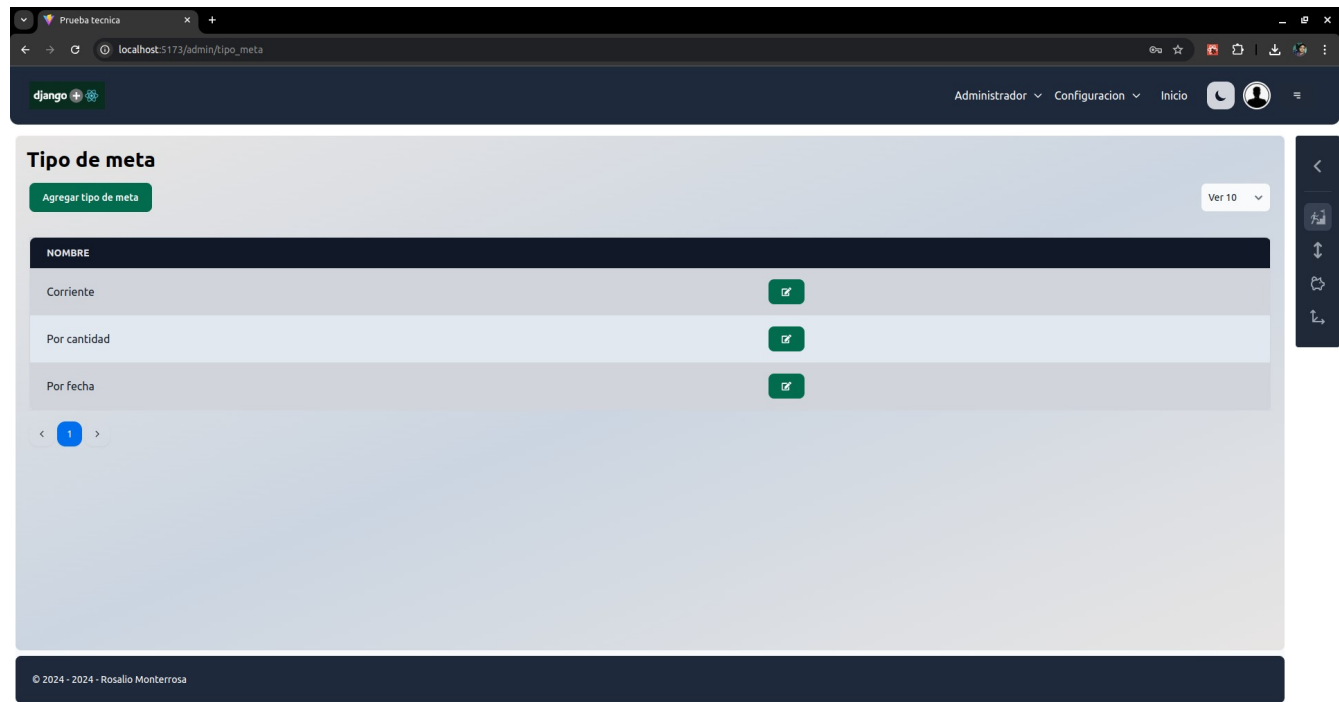 Prueba tecnica
localhost:5173/admin/tipo_meta
django
Administrador Configuracion Inicio
Tipo de meta
Agregar tipo de meta
Ver 10
NOMBRE
Corriente
Por cantidad
Por fecha
1
© 2024 - 2024 - Rosalio Monterrosa